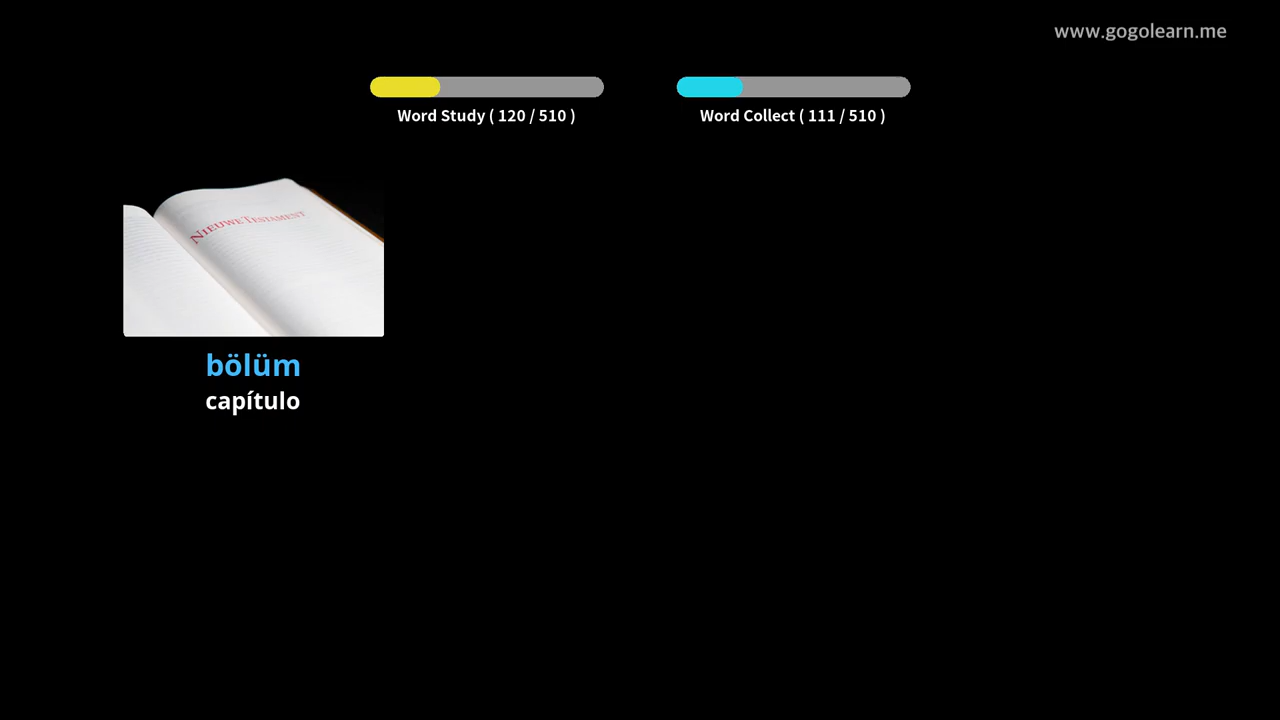 www.gogolearn.me
Word Study ( 120 / 510 )
Word Collect ( 111 / 510 )
NIEUWE TESTAMENT
bölüm
capítulo